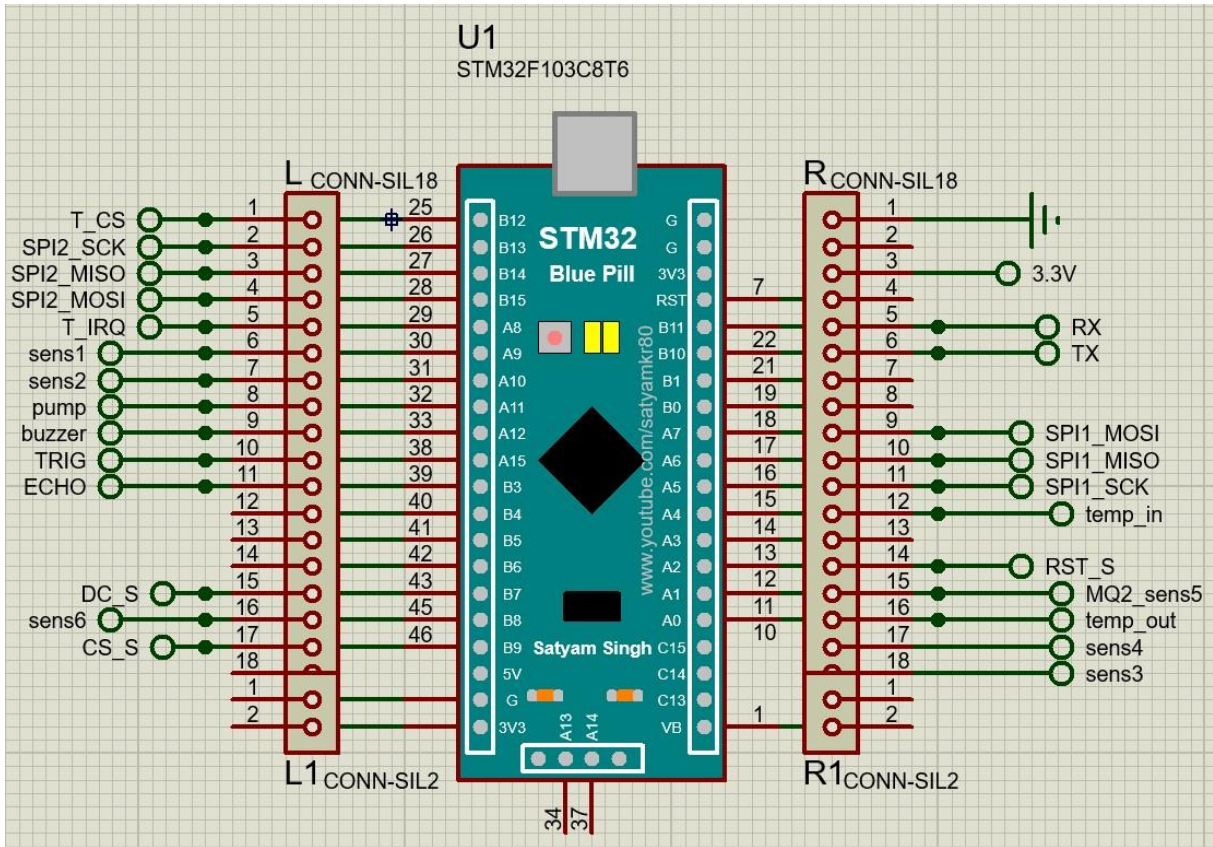 U1
STM32F103C8T6
L CONN-SIL18
R CONN-SIL18
T_CS 1 25 B12 G 1
SPI2_SCK 2 26 B13 G 2
SPI2_MISO 3 27 B14 3V3 3 3.3V
SPI2_MOSI 4 28 B15 RST 7 4
T_IRQ 5 29 A8 B11 5 RX
sens1 6 30 A9 B10 22 6 TX
sens2 7 31 A10 B1 21 7
pump 8 32 A11 B0 19 8
buzzer 9 33 A12 A7 18 9 SPI1_MOSI
TRIG 10 38 A15 A6 17 10 SPI1_MISO
ECHO 11 39 B3 A5 16 11 SPI1_SCK
12 40 B4 A4 15 12 temp_in
13 41 B5 A3 14 13
14 42 B6 A2 13 14 RST_S
DC_S 15 43 B7 A1 12 15 MQ2_sens5
sens6 16 45 B8 A0 11 16 temp_out
CS_S 17 46 B9 C15 10 17 sens4
18 5V C14 18 sens3
1 G C13 1
2 3V3 VB 1 2
STM32
Blue Pill
www.youtube.com/satyamkr80
Satyam Singh
A13 A14
34 37
L1 CONN-SIL2
R1 CONN-SIL2